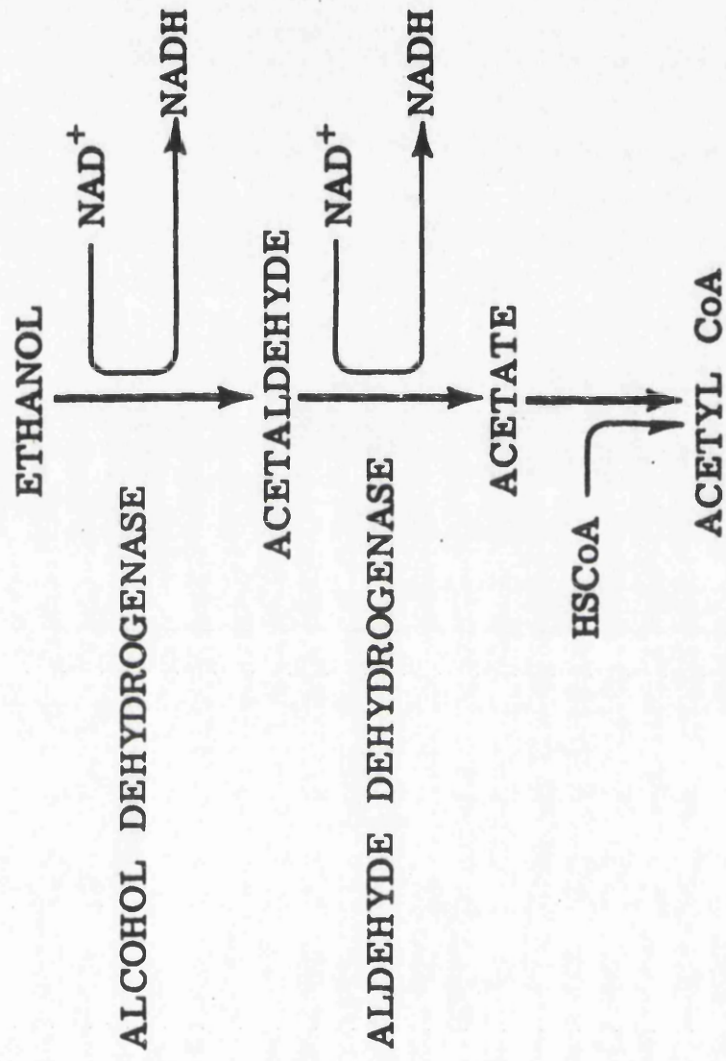 ETHANOL
NAD+
ALCOHOL DEHYDROGENASE
NADH
ACETALDEHYDE
NAD+
ALDEHYDE DEHYDROGENASE
NADH
ACETATE
HSCoA
ACETYL CoA